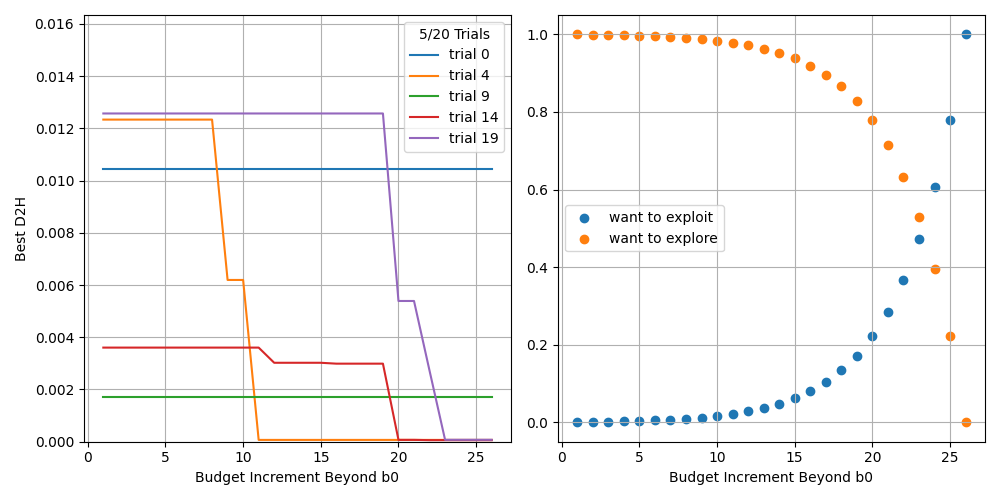 0.016
0.014
0.012
0.010
0.008
0.006
0.004
0.002
0.000
Best D2H
0 5 10 15 20 25
Budget Increment Beyond b0
5/20 Trials
trial 0
trial 4
trial 9
trial 14
trial 19
1.0
0.8
0.6
0.4
0.2
0.0
0 5 10 15 20 25
Budget Increment Beyond b0
want to exploit
want to explore